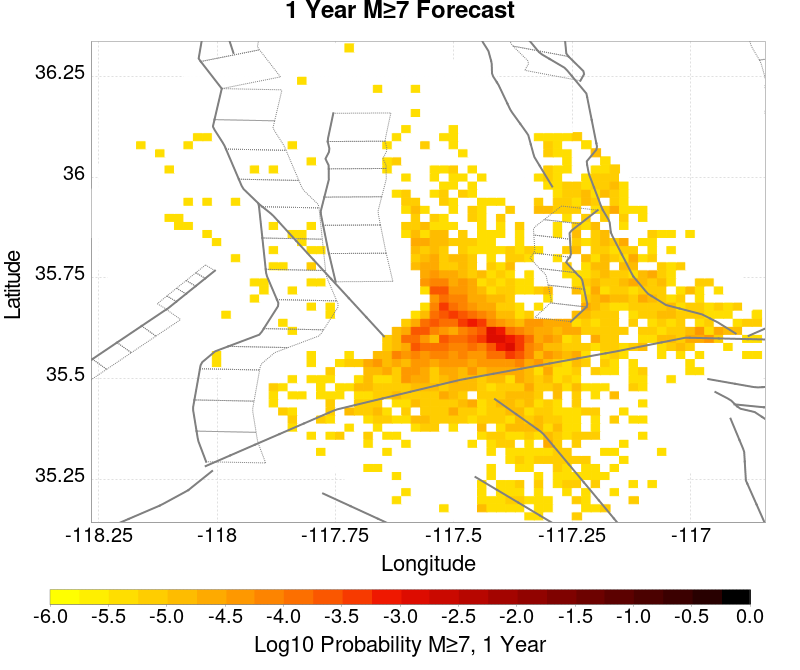 1 Year M≥7 Forecast
36.25
36
35.75
35.5
35.25
Latitude
-118.25 -118 -117.75 -117.5 -117.25 -117
Longitude
-6.0 -5.5 -5.0 -4.5 -4.0 -3.5 -3.0 -2.5 -2.0 -1.5 -1.0 -0.5 0.0
Log10 Probability M≥7, 1 Year